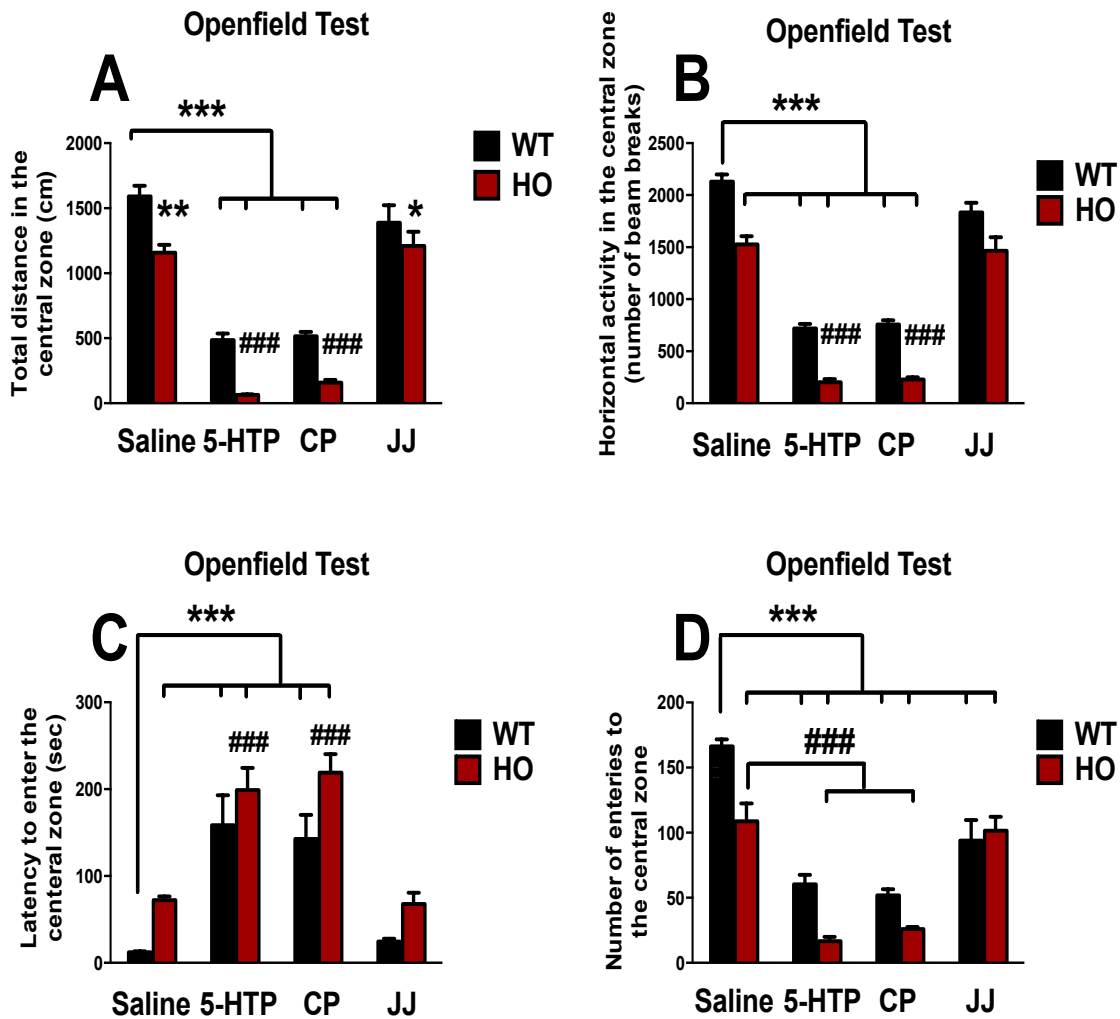 Openfield Test
A
***
WT
HO
Total distance in the
central zone (cm)
2000
1500
1000
500
0
**
*
###
###
Saline 5-HTP CP JJ
Openfield Test
B
***
WT
HO
Horizontal activity in the central zone
(number of beam breaks)
2500
2000
1500
1000
500
0
###
###
Saline 5-HTP CP JJ
Openfield Test
C
***
WT
HO
Latency to enter the
centeral zone (sec)
300
200
100
0
###
###
Saline 5-HTP CP JJ
Openfield Test
D
***
WT
HO
Number of enteries to
the central zone
200
150
100
50
0
###
Saline 5-HTP CP JJ